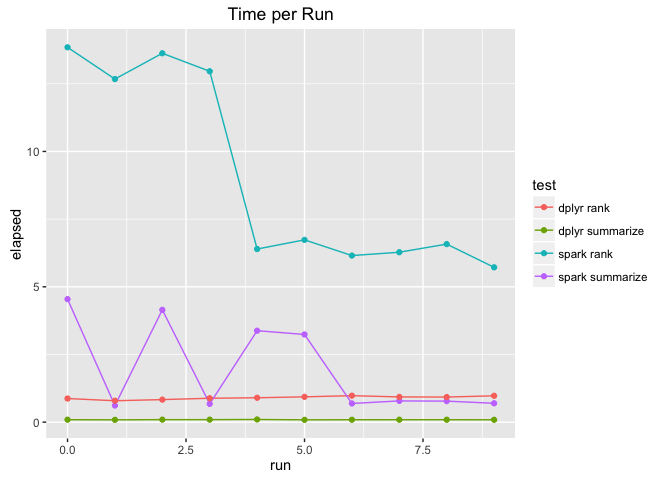 Time per Run
elapsed
10
5
0
0.0
2.5
5.0
7.5
run
test
dplyr rank
dplyr summarize
spark rank
spark summarize